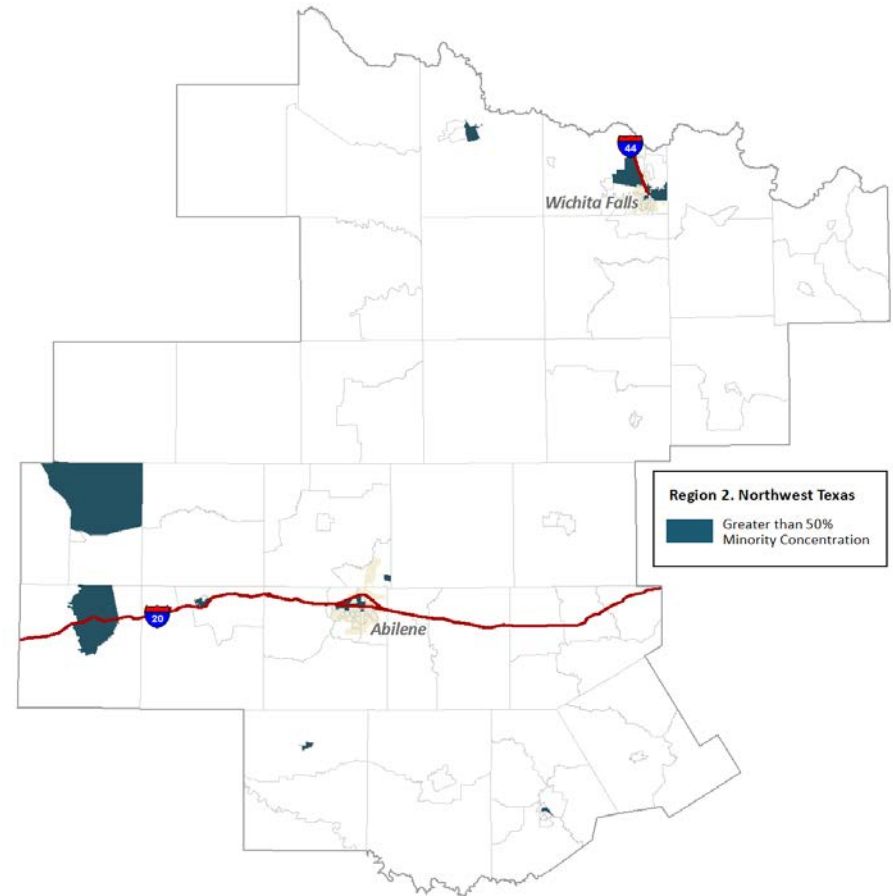 44
Wichita Falls
Region 2. Northwest Texas
Greater than 50%
Minority Concentration
20
Abilene